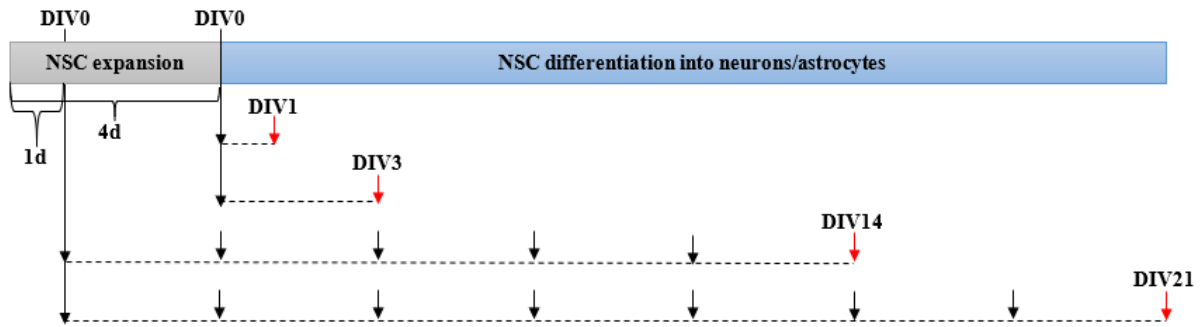 DIV0 DIV0
NSC expansion NSC differentiation into neurons/astrocytes
1d 4d DIV1
DIV3
DIV14
DIV21